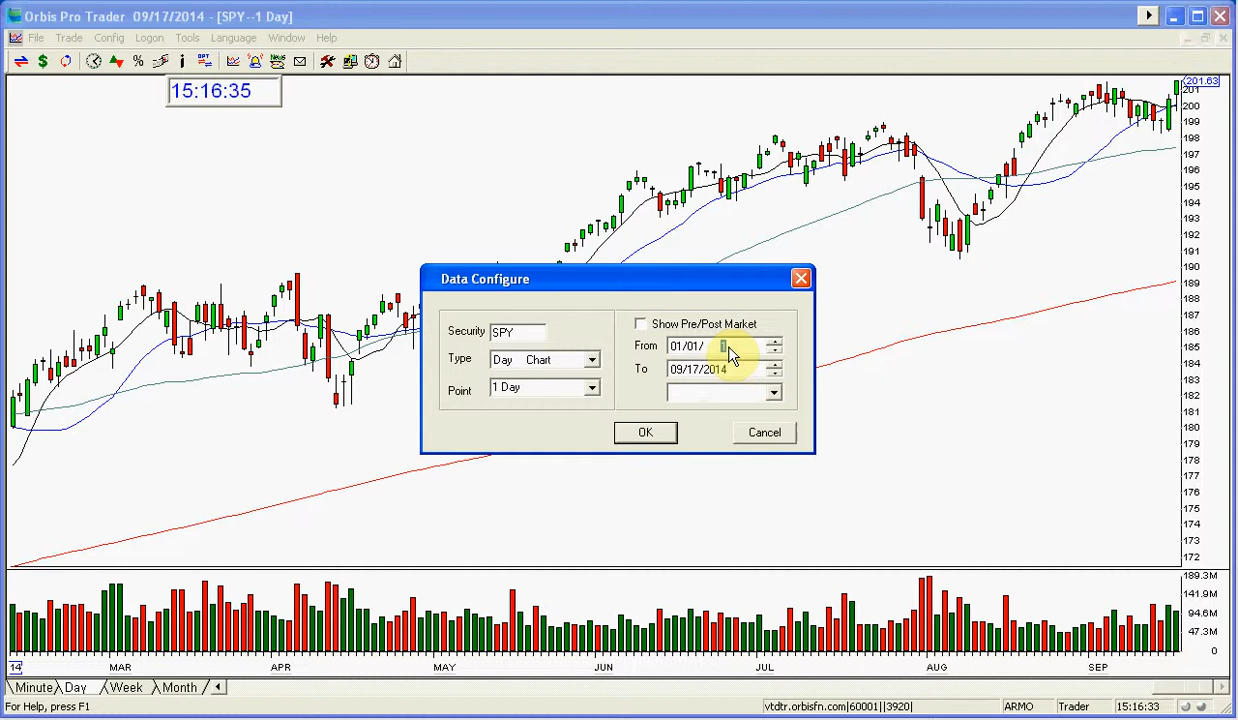 Orbis Pro Trader 09/17/2014 - [SPY--1 Day]
File Trade Config Logon Tools Language Window Help
15:16:35
201.63
201
200
199
198
197
196
195
194
193
192
191
190
189
188
187
186
185
184
183
182
181
180
179
178
177
176
175
174
173
172
Data Configure
Security SPY
Show Pre/Post Market
From 01/01/ 1
Type Day Chart
To 09/17/2014
Point 1 Day
OK Cancel
189.3M
141.9M
94.6M
47.3M
0
14 MAR APR MAY JUN JUL AUG SEP
Minute Day Week Month
For Help, press F1 vtdtr.orbisfn.com|60001||3920| ARMO Trader 15:16:33